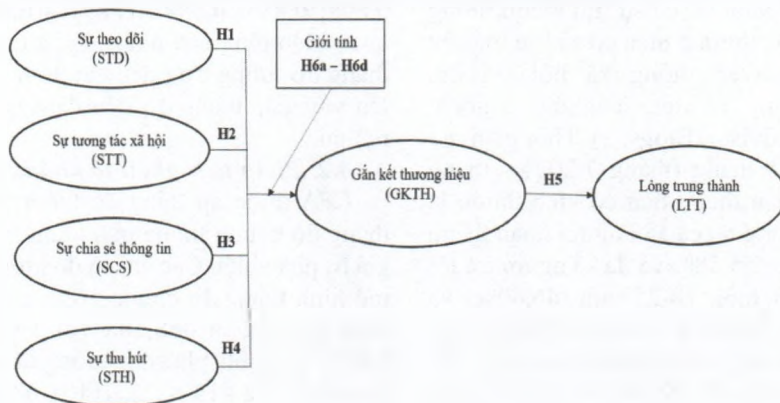 Sự theo dõi
(STD)
H1
Giới tính
H6a – H6d
Sự tương tác xã hội
(STT)
H2
Gắn kết thương hiệu
(GKTH)
H5
Lòng trung thành
(LTT)
Sự chia sẻ thông tin
(SCS)
H3
Sự thu hút
(STH)
H4